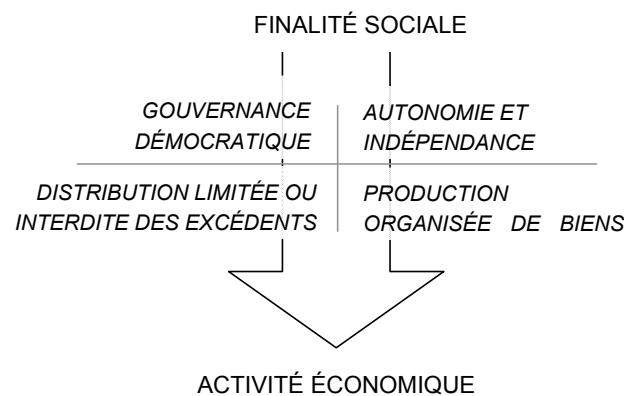 FINALITÉ SOCIALE
GOUVERNANCE
DÉMOCRATIQUE
AUTONOMIE ET
INDÉPENDANCE
DISTRIBUTION LIMITÉE OU
INTERDITE DES EXCÉDENTS
PRODUCTION
ORGANISÉE DE BIENS
ACTIVITÉ ÉCONOMIQUE